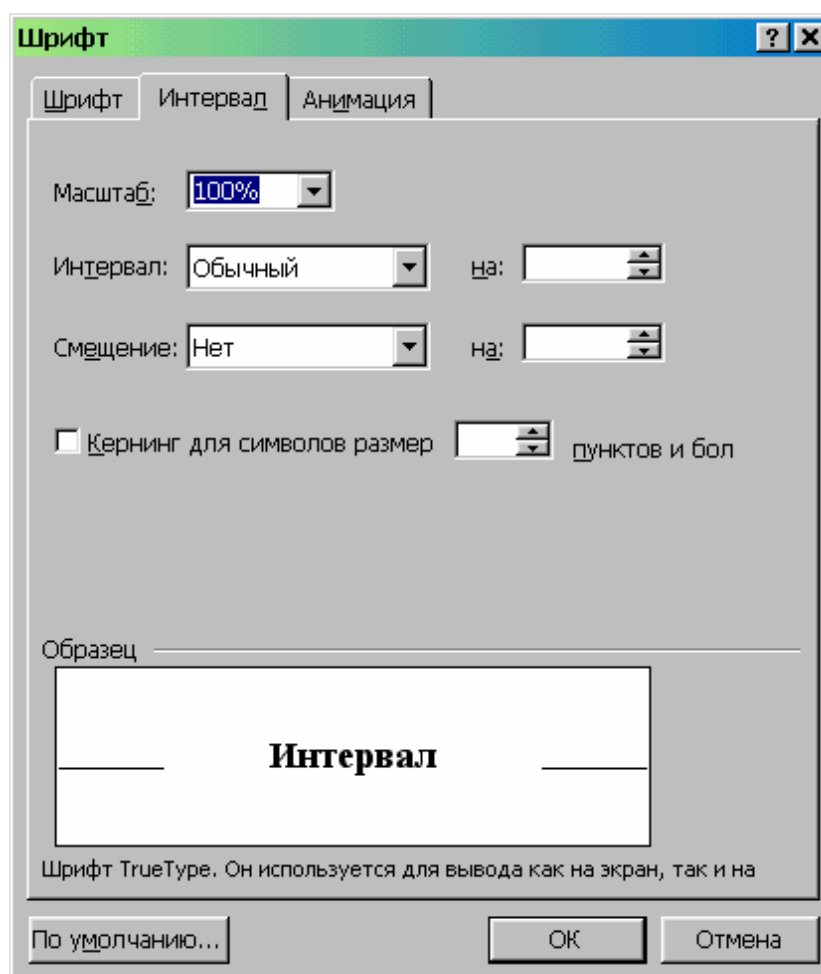 Шрифт
Шрифт Интервал Анимация
Масштаб: 100%
Интервал: Обычный на:
Смещение: Нет на:
Кернинг для символов размер пунктов и бол
Образец
Интервал
Шрифт TrueType. Он используется для вывода как на экран, так и на
По умолчанию... ОК Отмена